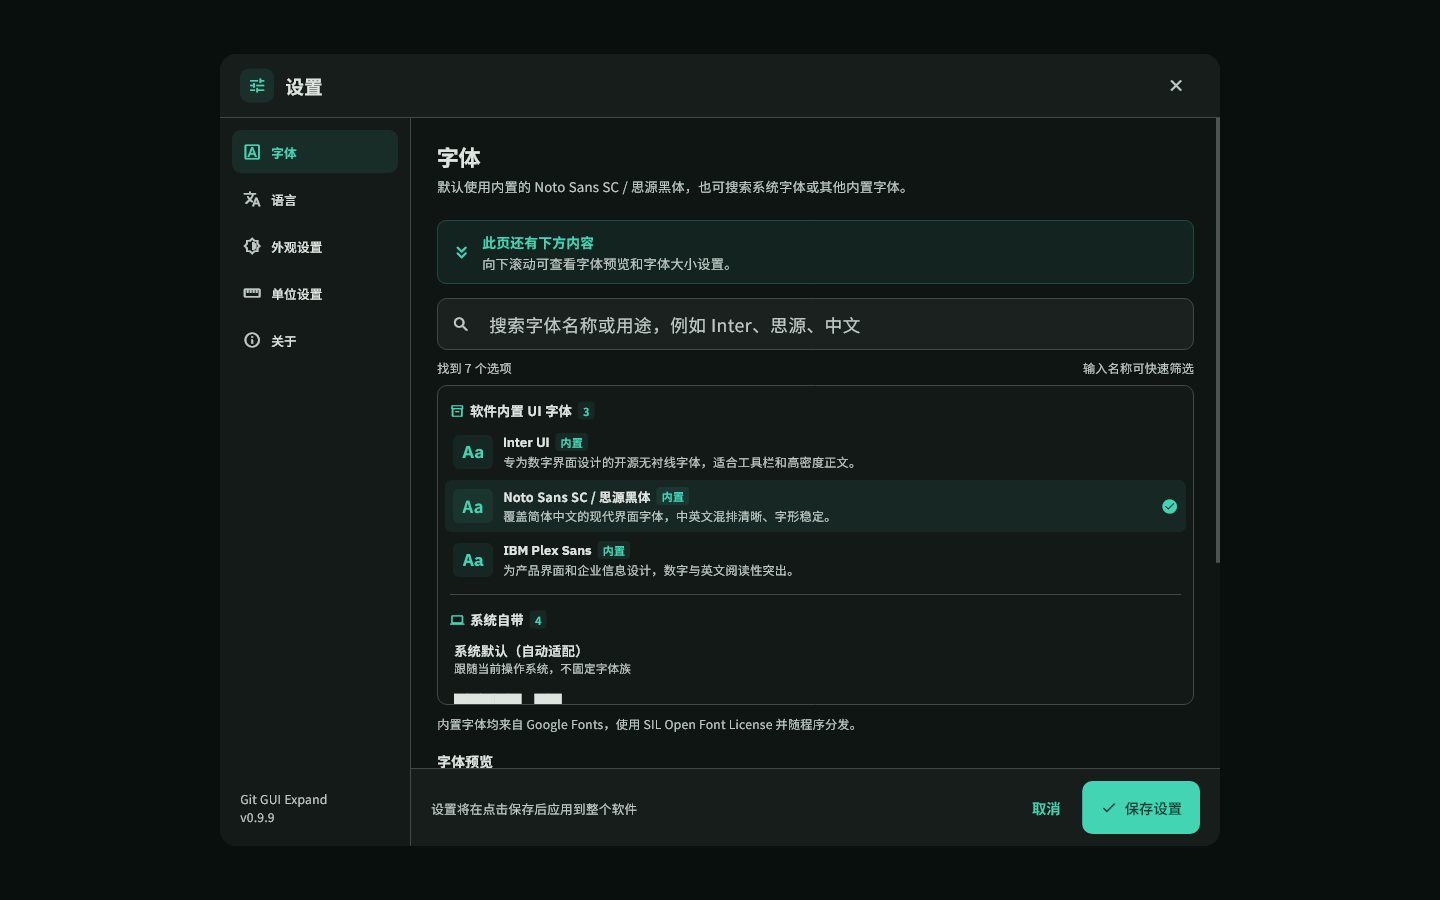 设置
字体
语言
外观设置
单位设置
关于
Git GUI Expand
v0.9.9
字体
默认使用内置的 Noto Sans SC / 思源黑体，也可搜索系统字体或其他内置字体。
此页还有下方内容
向下滚动可查看字体预览和字体大小设置。
搜索字体名称或用途，例如 Inter、思源、中文
找到 7 个选项
输入名称可快速筛选
软件内置 UI 字体 3
Aa
Inter UI 内置
专为数字界面设计的开源无衬线字体，适合工具栏和高密度正文。
Aa
Noto Sans SC / 思源黑体 内置
覆盖简体中文的现代界面字体，中英文混排清晰、字形稳定。
Aa
IBM Plex Sans 内置
为产品界面和企业信息设计，数字与英文阅读性突出。
系统自带 4
系统默认（自动适配）
跟随当前操作系统，不固定字体族
内置字体均来自 Google Fonts，使用 SIL Open Font License 并随程序分发。
字体预览
设置将在点击保存后应用到整个软件
取消
保存设置